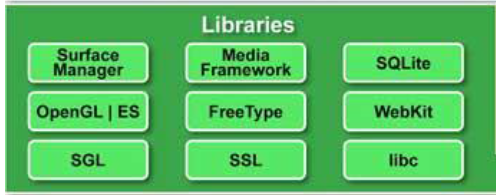 Libraries
Surface
Manager
Media
Framework
SQLite
OpenGL | ES
FreeType
WebKit
SGL
SSL
libc